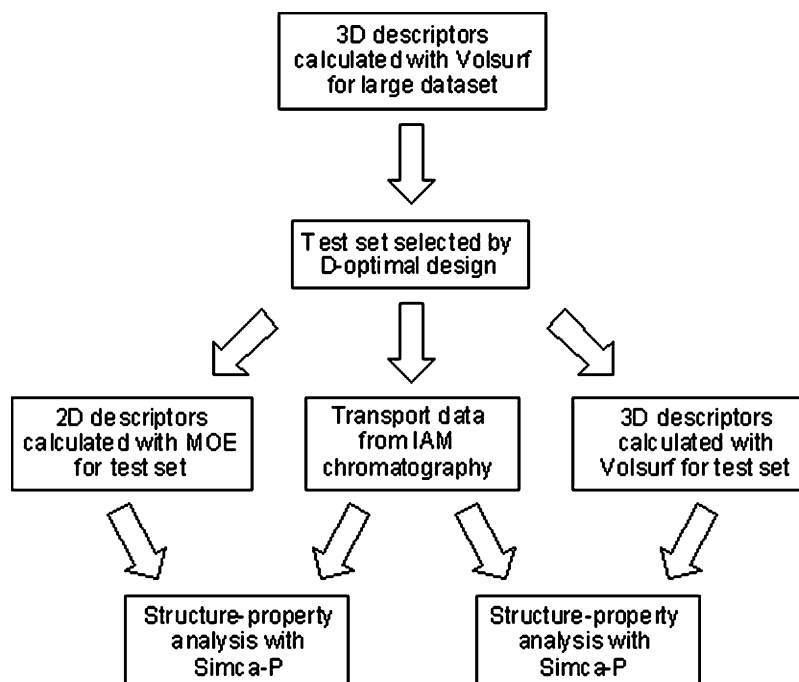 3D descriptors
calculated with Volsurf
for large dataset
Test set selected by
D-optimal design
2D descriptors
calculated with MOE
for test set
Transport data
from IAM
chromatography
3D descriptors
calculated with
Volsurf for test set
Structure-property
analysis with
Simca-P
Structure-property
analysis with
Simca-P